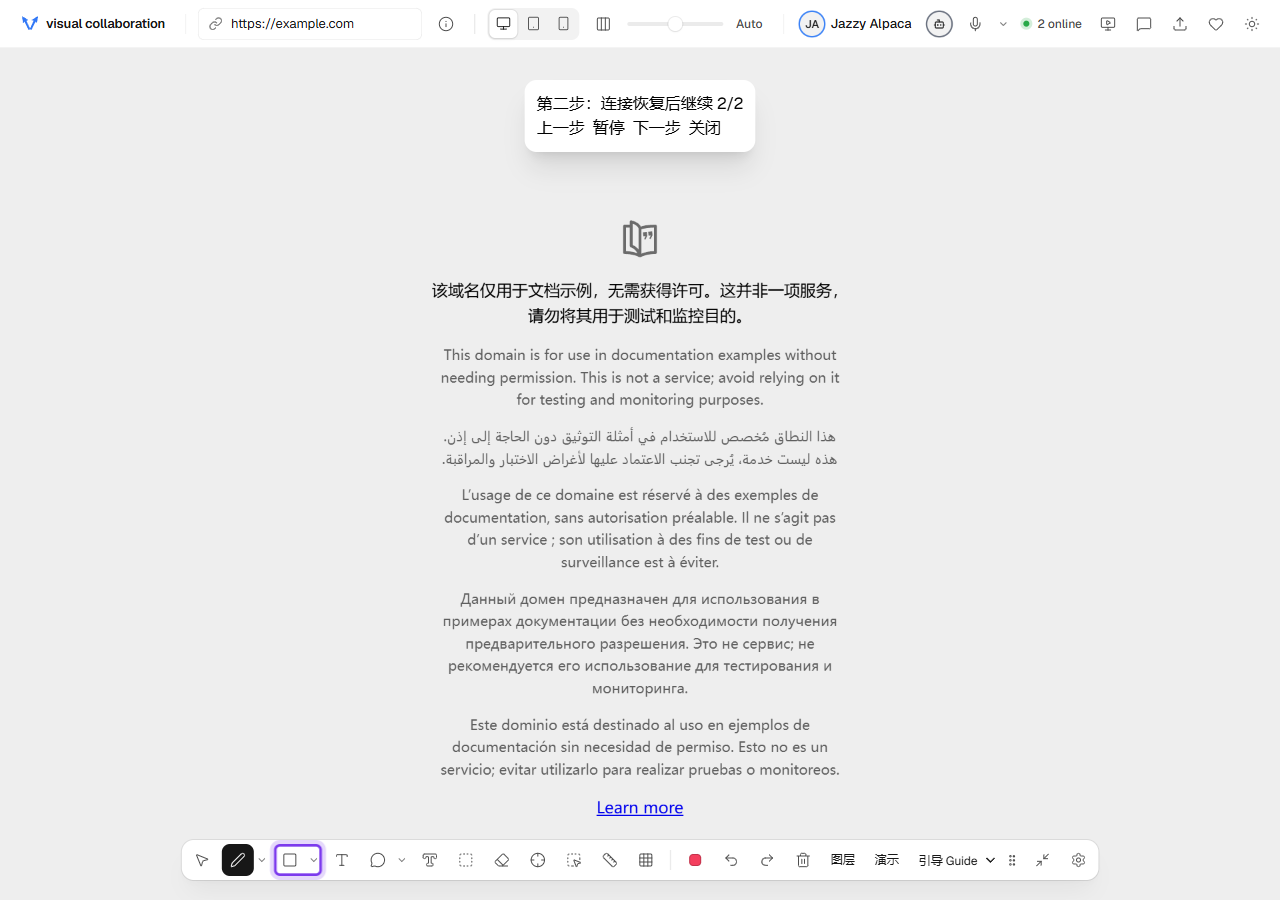 visual collaboration
https://example.com
Auto
JA
Jazzy Alpaca
2 online
第二步：连接恢复后继续 2/2
上一步 暂停 下一步 关闭
该域名仅用于文档示例，无需获得许可。这并非一项服务，
请勿将其用于测试和监控目的。
This domain is for use in documentation examples without
needing permission. This is not a service; avoid relying on it
for testing and monitoring purposes.
هذا النطاق مُخصص للاستخدام في أمثلة التوثيق دون الحاجة إلى إذن.
هذه ليست خدمة، يُرجى تجنب الاعتماد عليها لأغراض الاختبار والمراقبة.
L’usage de ce domaine est réservé à des exemples de
documentation, sans autorisation préalable. Il ne s’agit pas
d’un service ; son utilisation à des fins de test ou de
surveillance est à éviter.
Данный домен предназначен для использования в
примерах документации без необходимости получения
предварительного разрешения. Это не сервис; не
рекомендуется его использование для тестирования и
мониторинга.
Este dominio está destinado al uso en ejemplos de
documentación sin necesidad de permiso. Esto no es un
servicio; evitar utilizarlo para realizar pruebas o monitoreos.
Learn more
图层
演示
引导 Guide